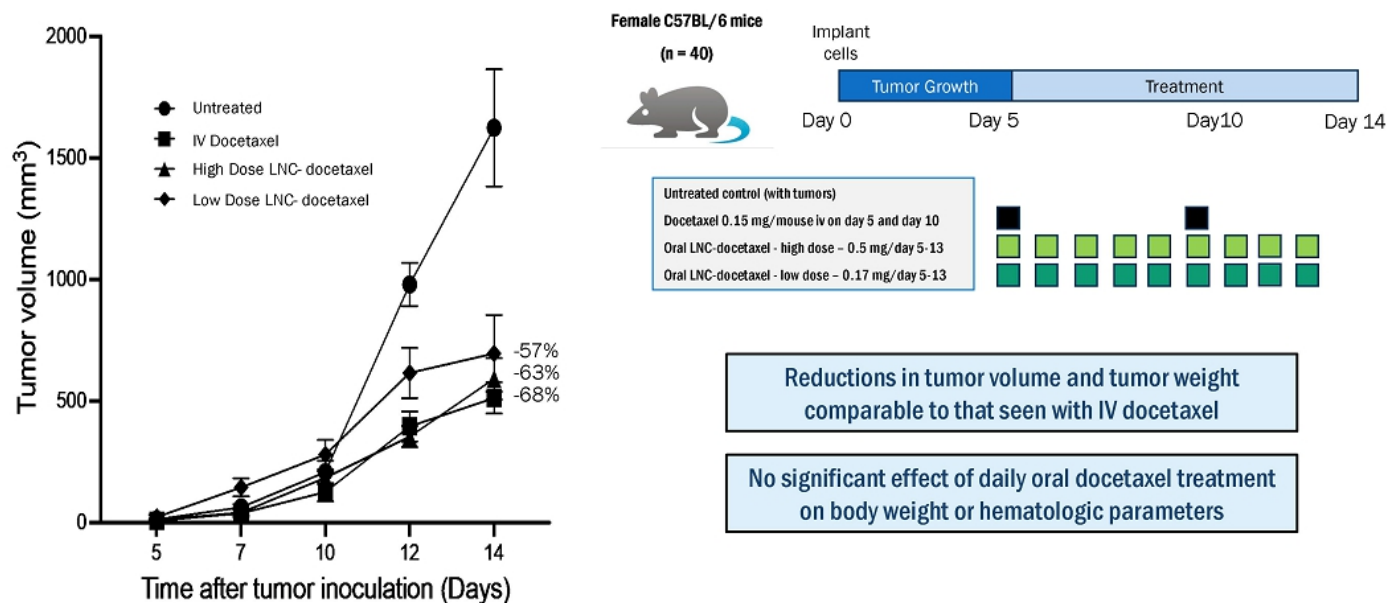 2000
1500
1000
500
0
Tumor volume (mm³)
Untreated
IV Docetaxel
High Dose LNC- docetaxel
Low Dose LNC- docetaxel
-57%
-63%
-68%
5 7 10 12 14
Time after tumor inoculation (Days)
Female C57BL/6 mice
(n = 40)
Implant
cells
Tumor Growth
Treatment
Day 0
Day 5
Day10
Day 14
Untreated control (with tumors)
Docetaxel 0.15 mg/mouse iv on day 5 and day 10
Oral LNC-docetaxel - high dose – 0.5 mg/day 5-13
Oral LNC-docetaxel - low dose – 0.17 mg/day 5-13
Reductions in tumor volume and tumor weight
comparable to that seen with IV docetaxel
No significant effect of daily oral docetaxel treatment
on body weight or hematologic parameters